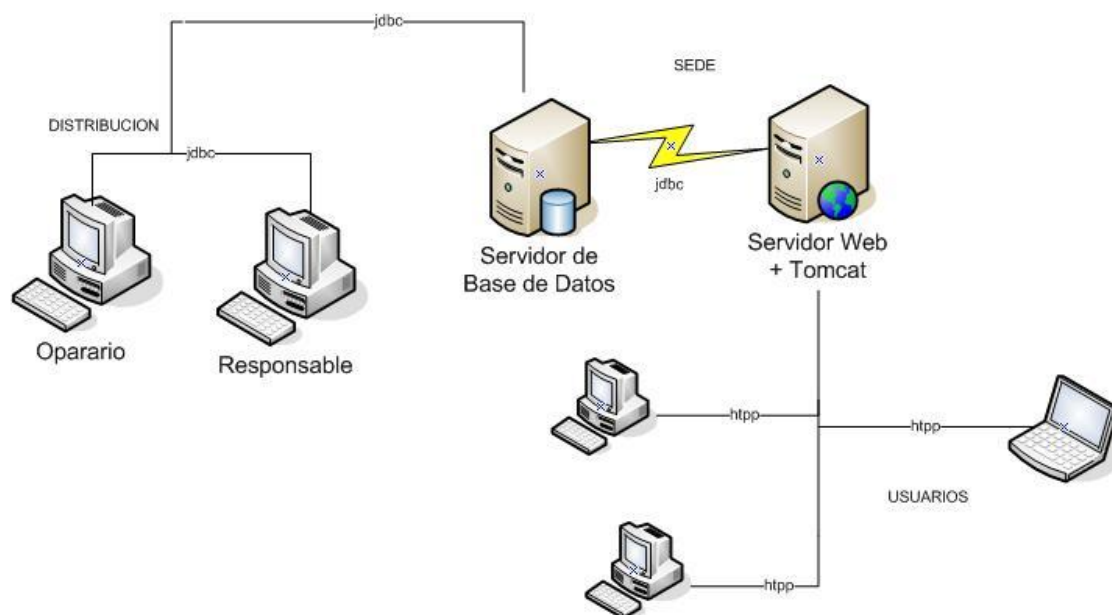 jdbc
SEDE
DISTRIBUCION
jdbc
jdbc
Servidor de
Base de Datos
Servidor Web
+ Tomcat
Oparario
Responsable
htpp
htpp
USUARIOS
htpp